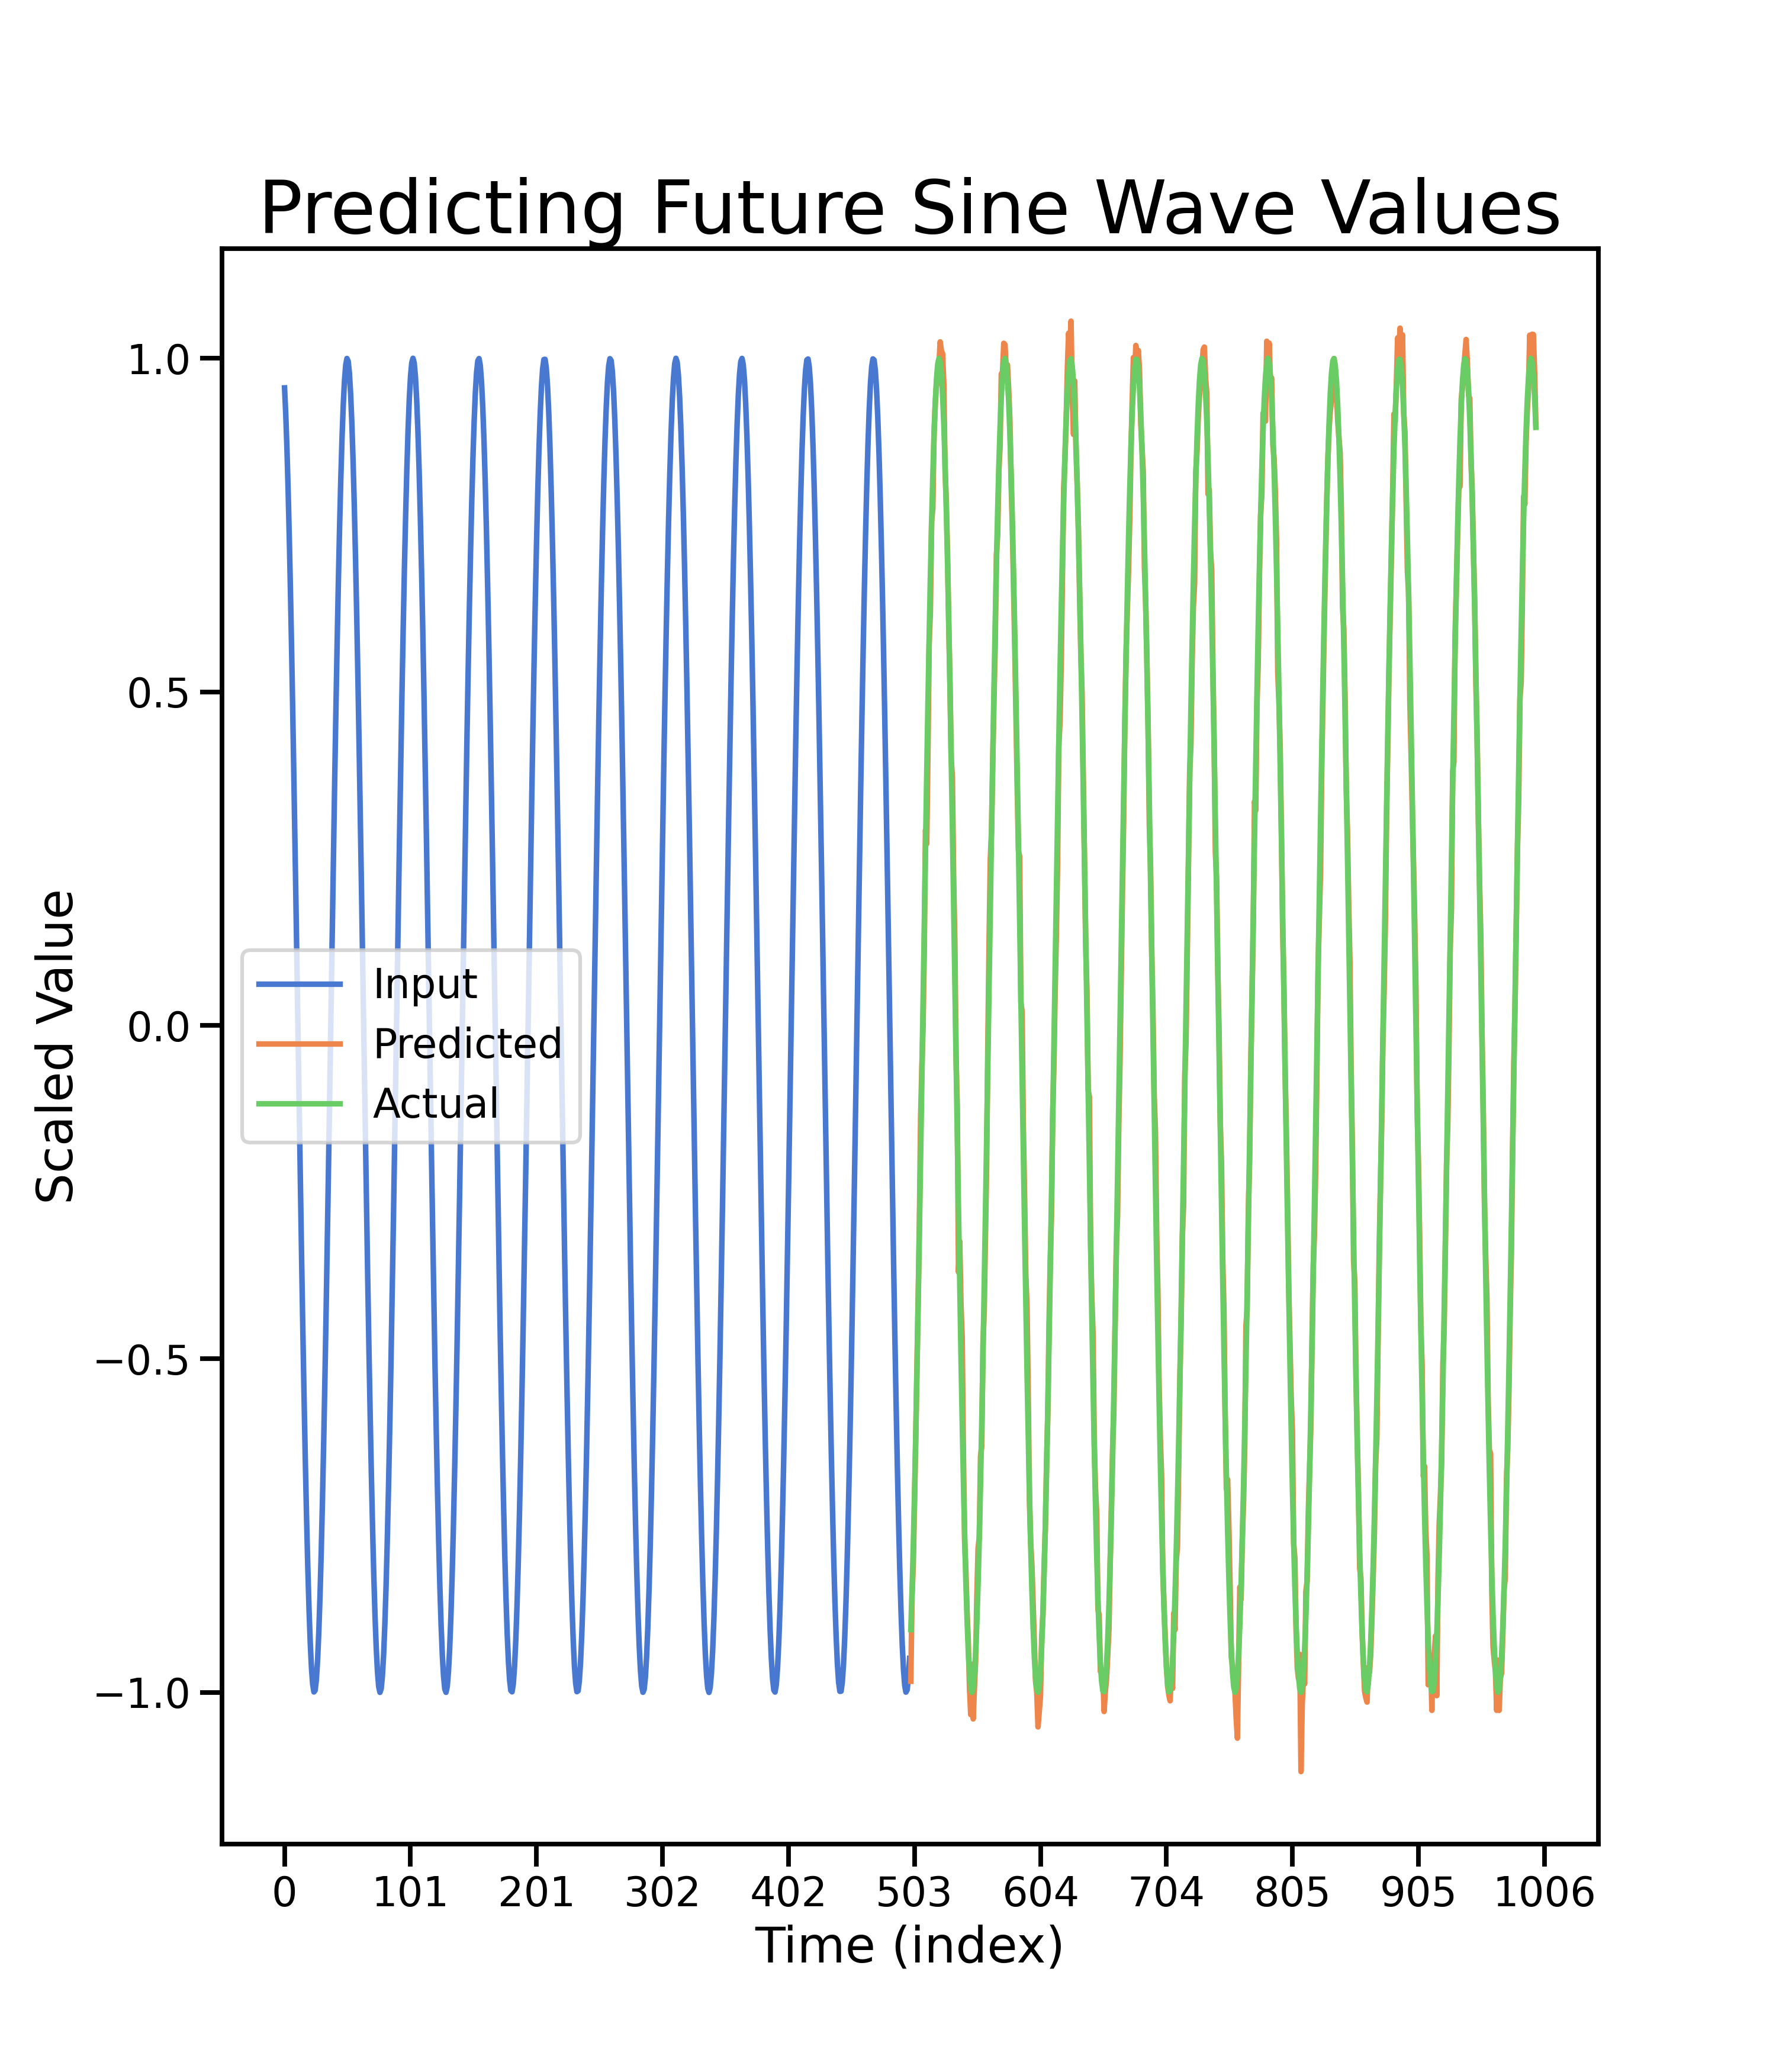 Predicting Future Sine Wave Values
Scaled Value
1.0
0.5
0.0
−0.5
−1.0
Input
Predicted
Actual
0 101 201 302 402 503 604 704 805 905 1006
Time (index)